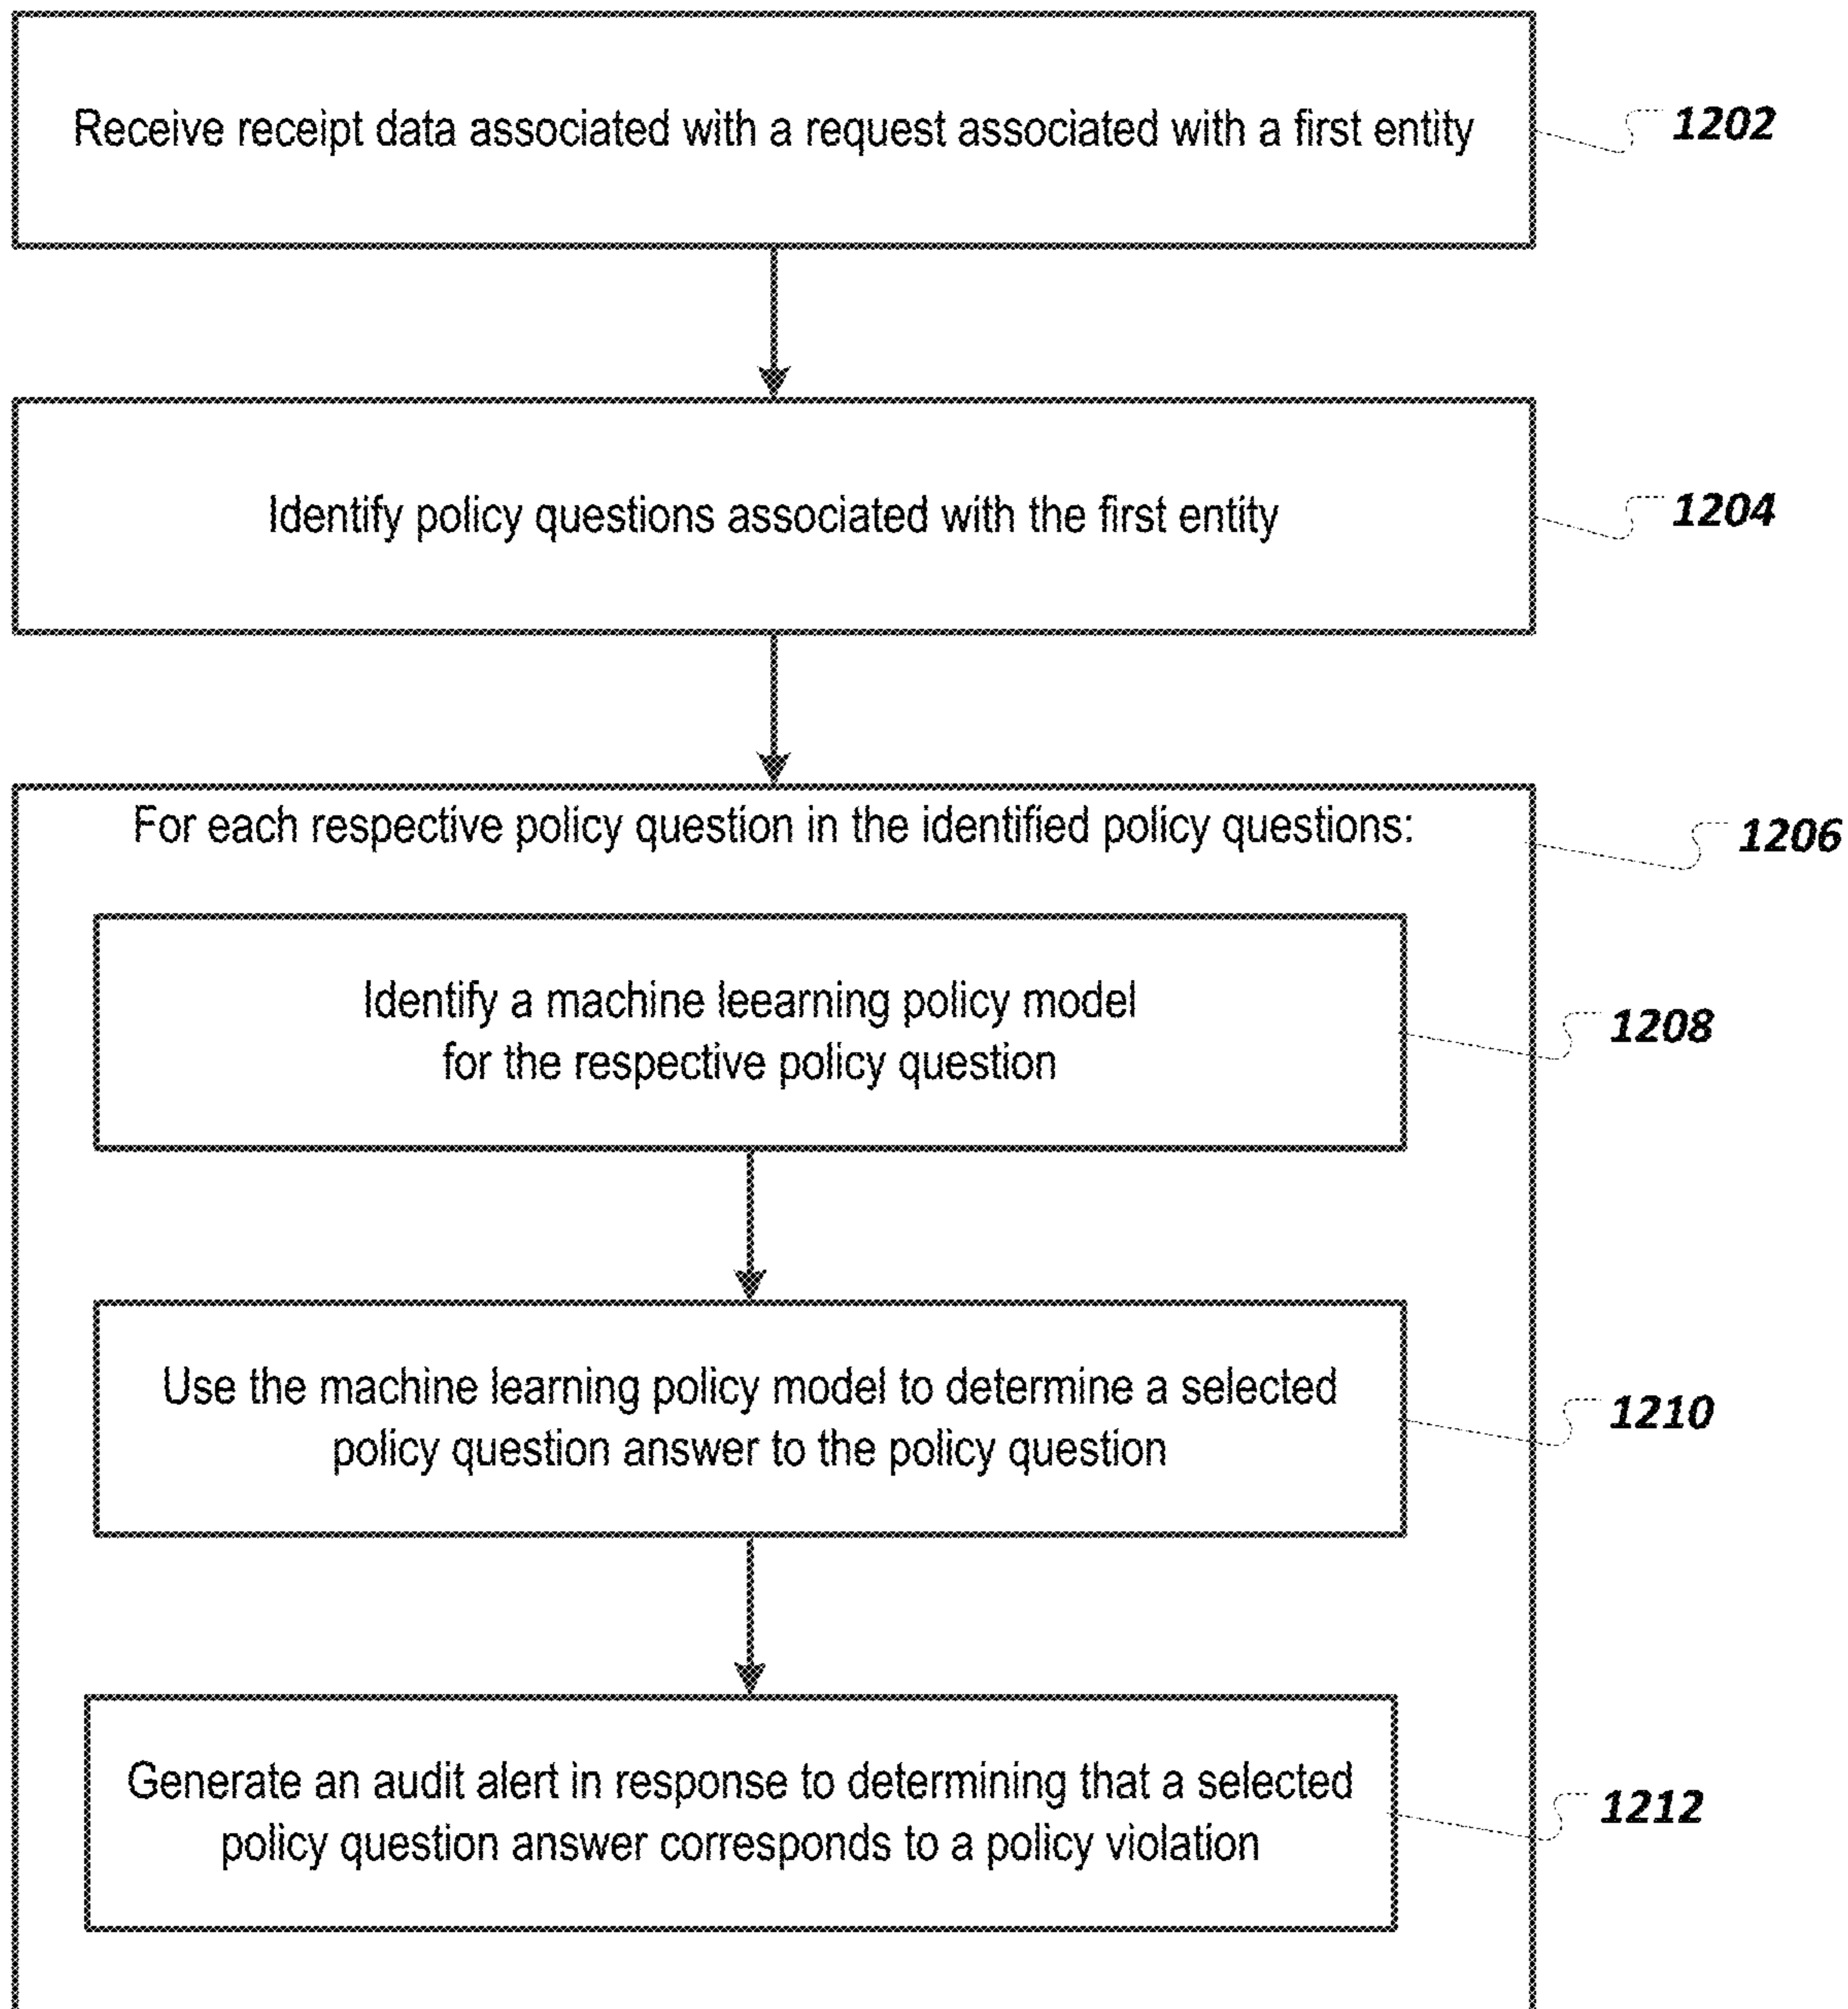 Receive receipt data associated with a request associated with a first entity
1202
Identify policy questions associated with the first entity
1204
For each respective policy question in the identified policy questions:
1206
Identify a machine leearning policy model
for the respective policy question
1208
Use the machine learning policy model to determine a selected
policy question answer to the policy question
1210
Generate an audit alert in response to determining that a selected
policy question answer corresponds to a policy violation
1212